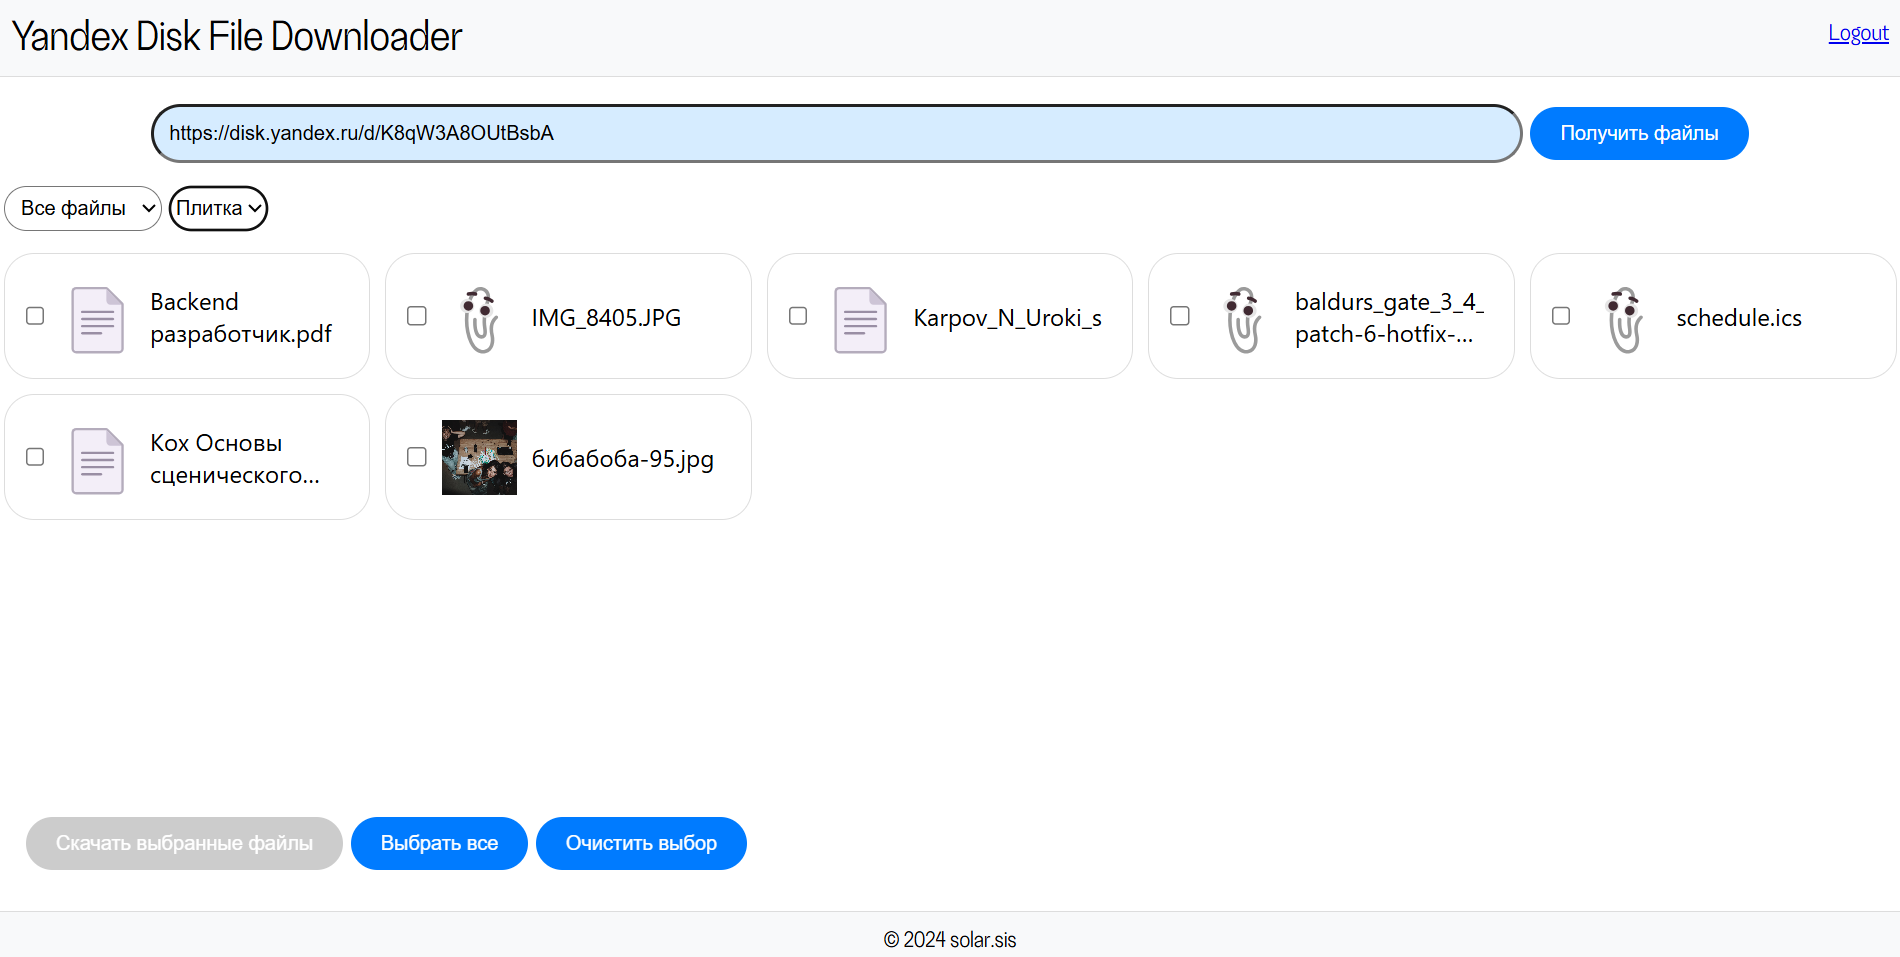 Yandex Disk File Downloader
Logout
https://disk.yandex.ru/d/K8qW3A8OUtBsbA
Получить файлы
Все файлы
Плитка
Backend
разработчик.pdf
IMG_8405.JPG
Karpov_N_Uroki_s
baldurs_gate_3_4_
patch-6-hotfix-...
schedule.ics
Кох Основы
сценического...
бибабоба-95.jpg
Скачать выбранные файлы
Выбрать все
Очистить выбор
© 2024 solar.sis